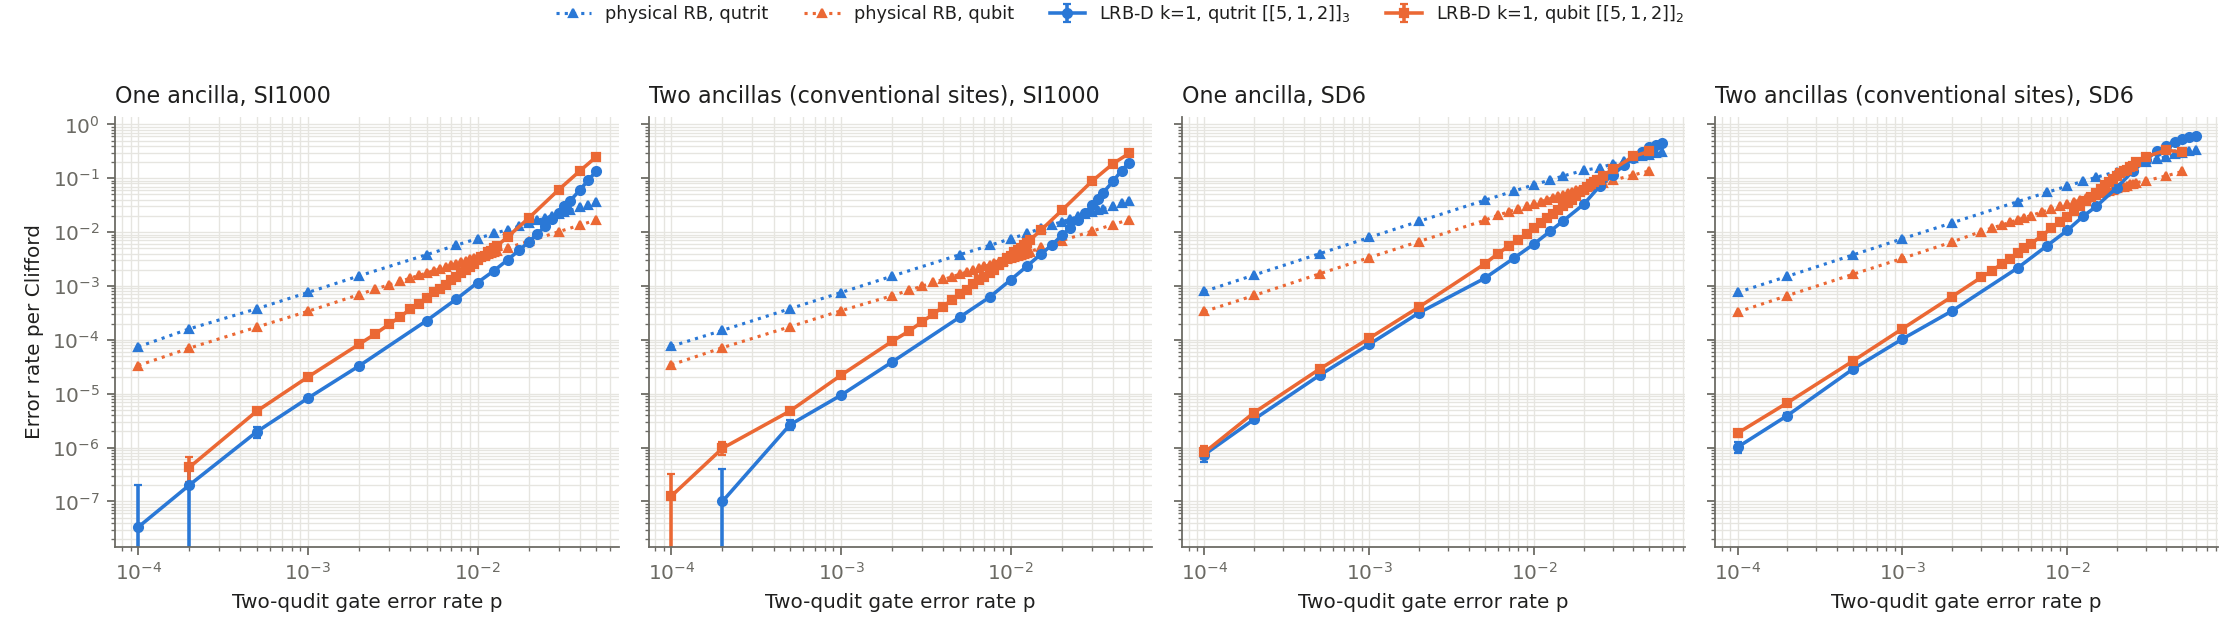 physical RB, qutrit physical RB, qubit LRB-D k=1, qutrit [[5, 1, 2]]₃ LRB-D k=1, qubit [[5, 1, 2]]₂
One ancilla, SI1000
Two ancillas (conventional sites), SI1000
One ancilla, SD6
Two ancillas (conventional sites), SD6
Error rate per Clifford
10⁰
10⁻¹
10⁻²
10⁻³
10⁻⁴
10⁻⁵
10⁻⁶
10⁻⁷
10⁻⁴ 10⁻³ 10⁻²
10⁻⁴ 10⁻³ 10⁻²
10⁻⁴ 10⁻³ 10⁻²
10⁻⁴ 10⁻³ 10⁻²
Two-qudit gate error rate p
Two-qudit gate error rate p
Two-qudit gate error rate p
Two-qudit gate error rate p